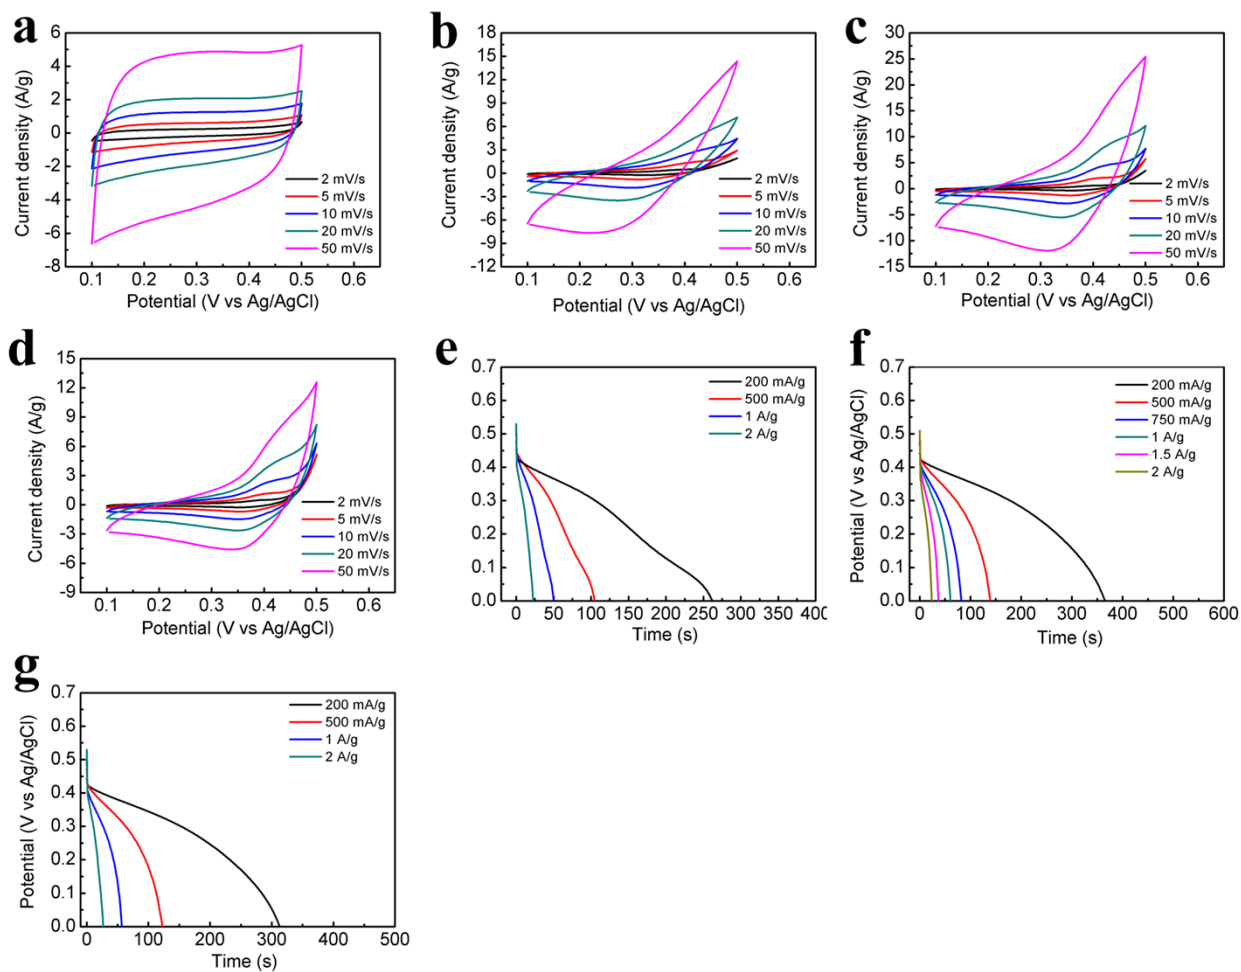 a
6
4
2
0
-2
-4
-6
-8
Current density (A/g)
2 mV/s
5 mV/s
10 mV/s
20 mV/s
50 mV/s
0.1 0.2 0.3 0.4 0.5 0.6
Potential (V vs Ag/AgCl)
b
18
15
12
9
6
3
0
-3
-6
-9
-12
Current density (A/g)
2 mV/s
5 mV/s
10 mV/s
20 mV/s
50 mV/s
0.1 0.2 0.3 0.4 0.5 0.6
Potential (V vs Ag/AgCl)
c
30
25
20
15
10
5
0
-5
-10
-15
Current density (A/g)
2 mV/s
5 mV/s
10 mV/s
20 mV/s
50 mV/s
0.1 0.2 0.3 0.4 0.5 0.6
Potential (V vs Ag/AgCl)
d
15
12
9
6
3
0
-3
-6
-9
Current density (A/g)
2 mV/s
5 mV/s
10 mV/s
20 mV/s
50 mV/s
0.1 0.2 0.3 0.4 0.5 0.6
Potential (V vs Ag/AgCl)
e
0.7
0.6
0.5
0.4
0.3
0.2
0.1
0.0
Potential (V vs Ag/AgCl)
200 mA/g
500 mA/g
1 A/g
2 A/g
0 50 100 150 200 250 300 350 400
Time (s)
f
0.7
0.6
0.5
0.4
0.3
0.2
0.1
0.0
Potential (V vs Ag/AgCl)
200 mA/g
500 mA/g
750 mA/g
1 A/g
1.5 A/g
2 A/g
0 100 200 300 400 500 600
Time (s)
g
0.7
0.6
0.5
0.4
0.3
0.2
0.1
0.0
Potential (V vs Ag/AgCl)
200 mA/g
500 mA/g
1 A/g
2 A/g
0 100 200 300 400 500
Time (s)